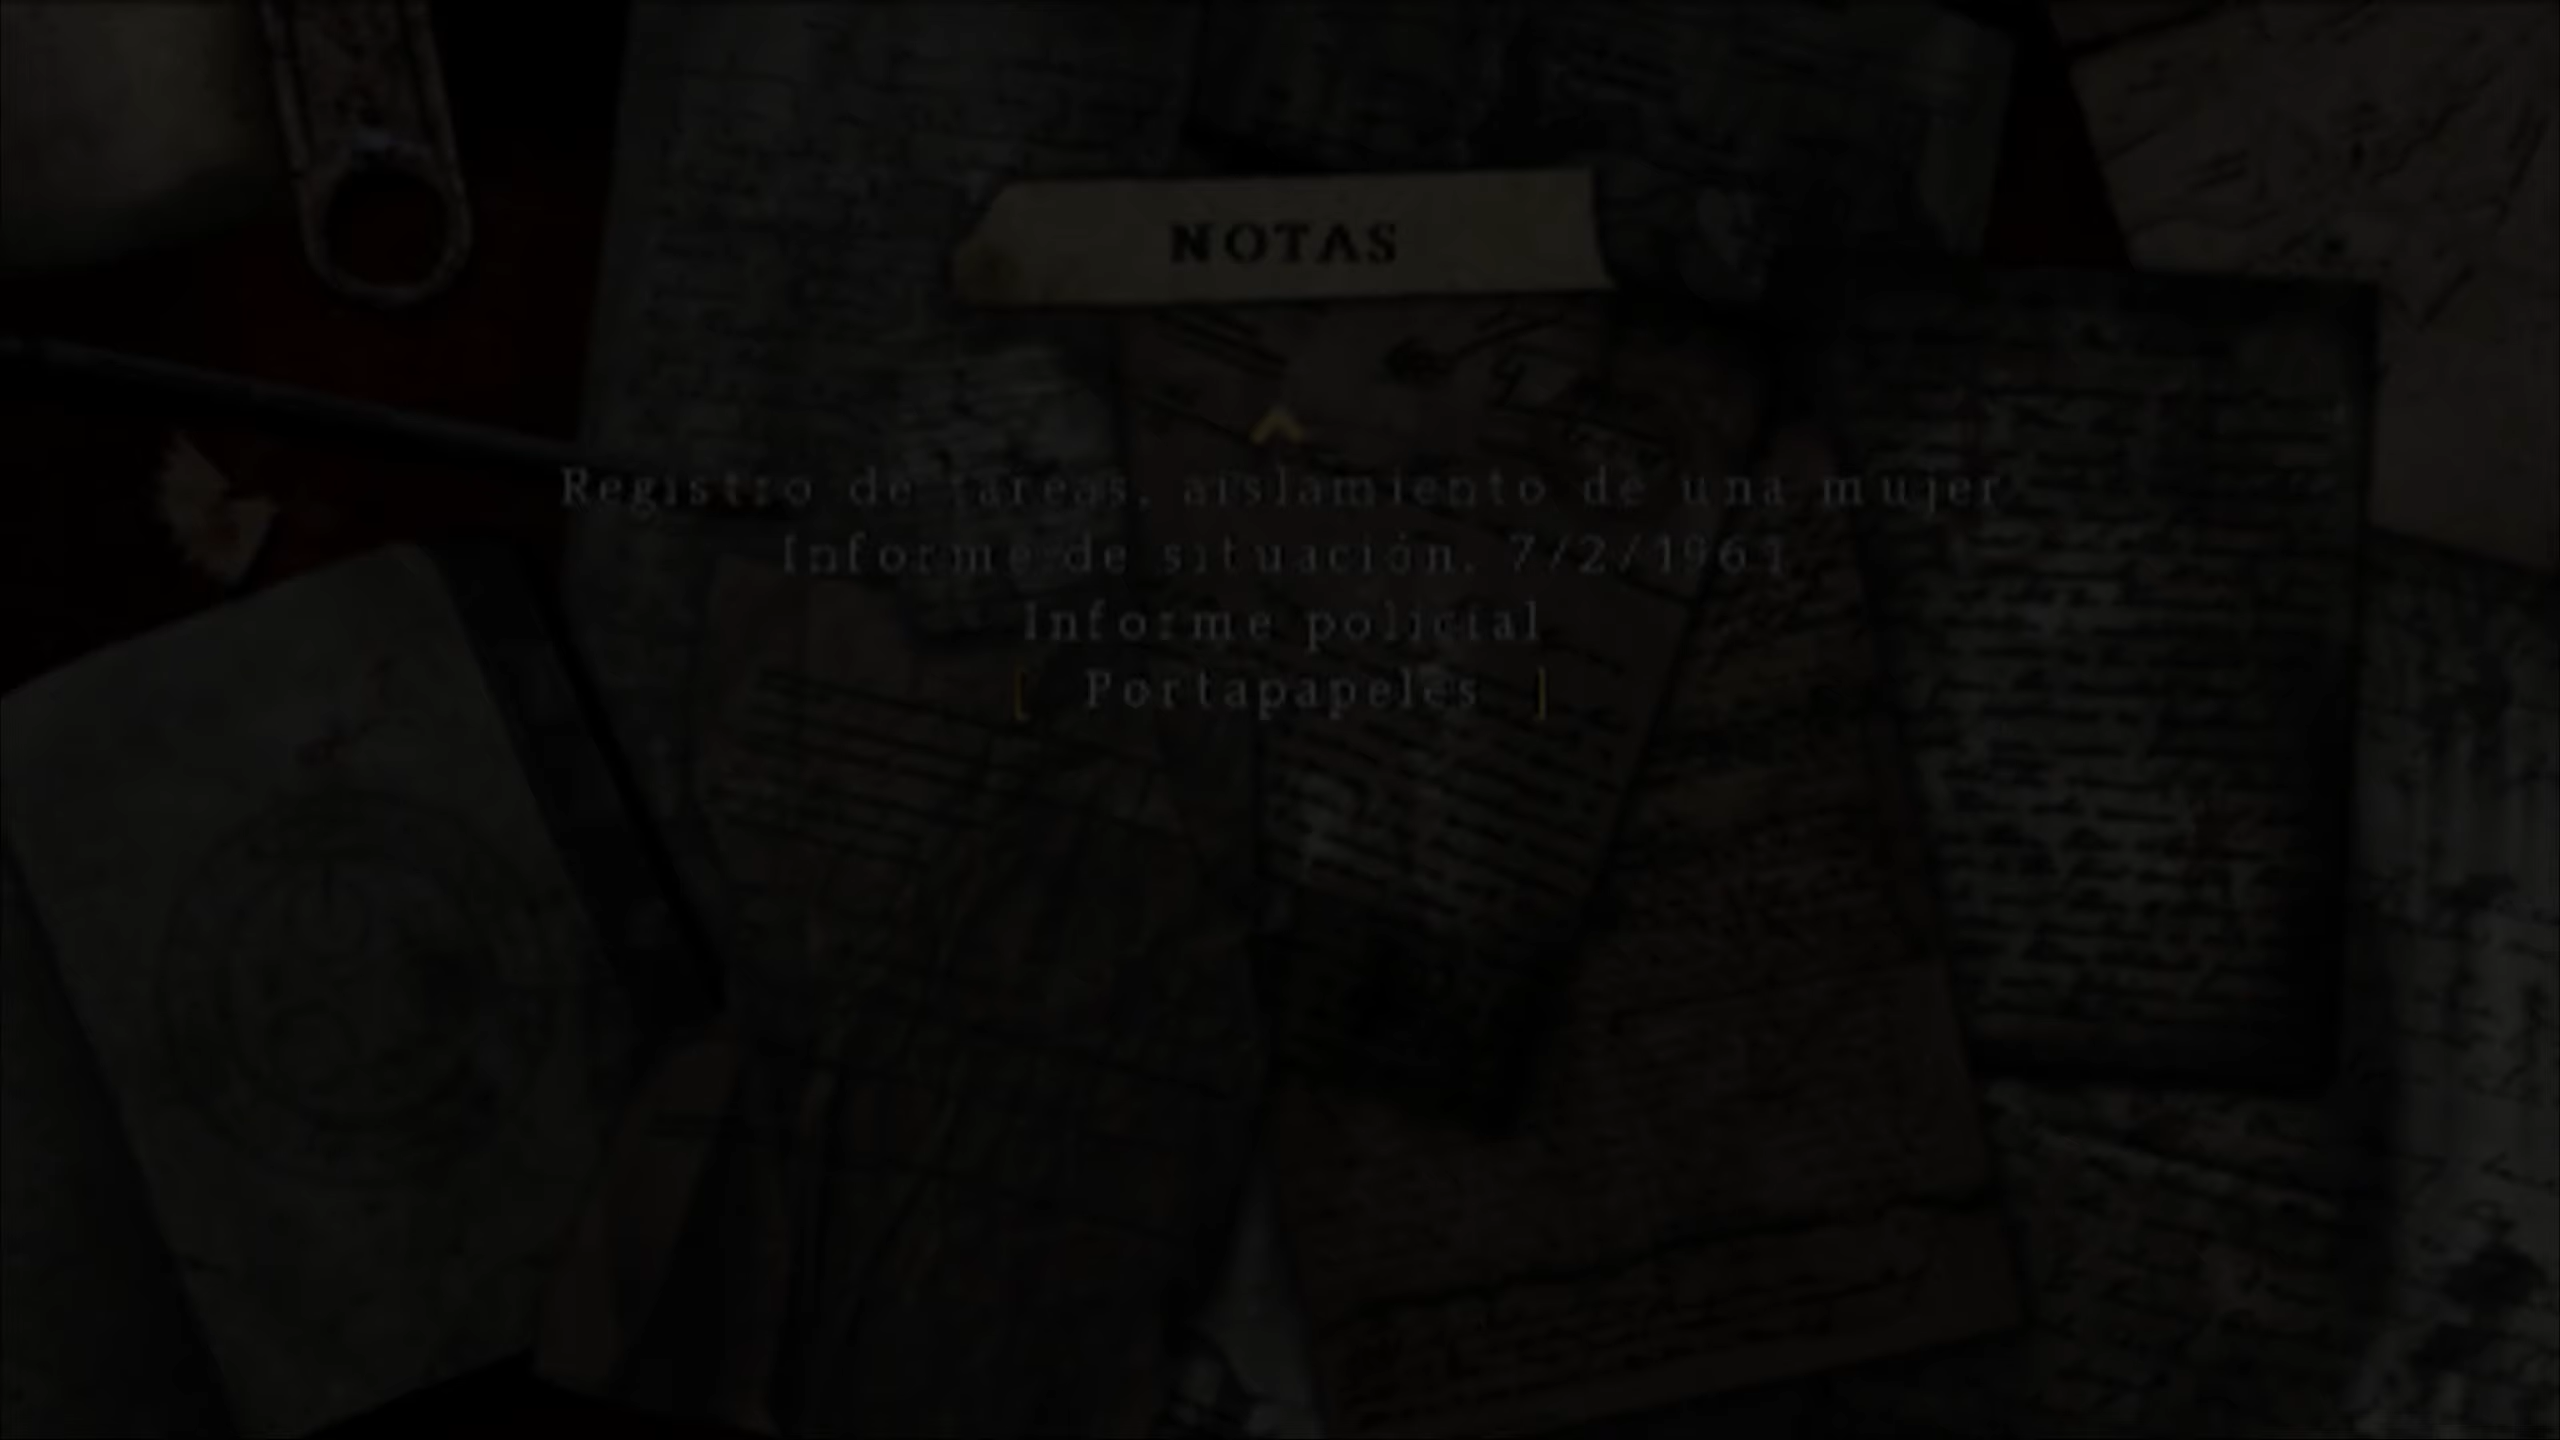 NOTAS
Registro de tareas, aislamiento de una mujer
Informe de situación, 7/2/1961
Informe policial
[ Portapapeles ]